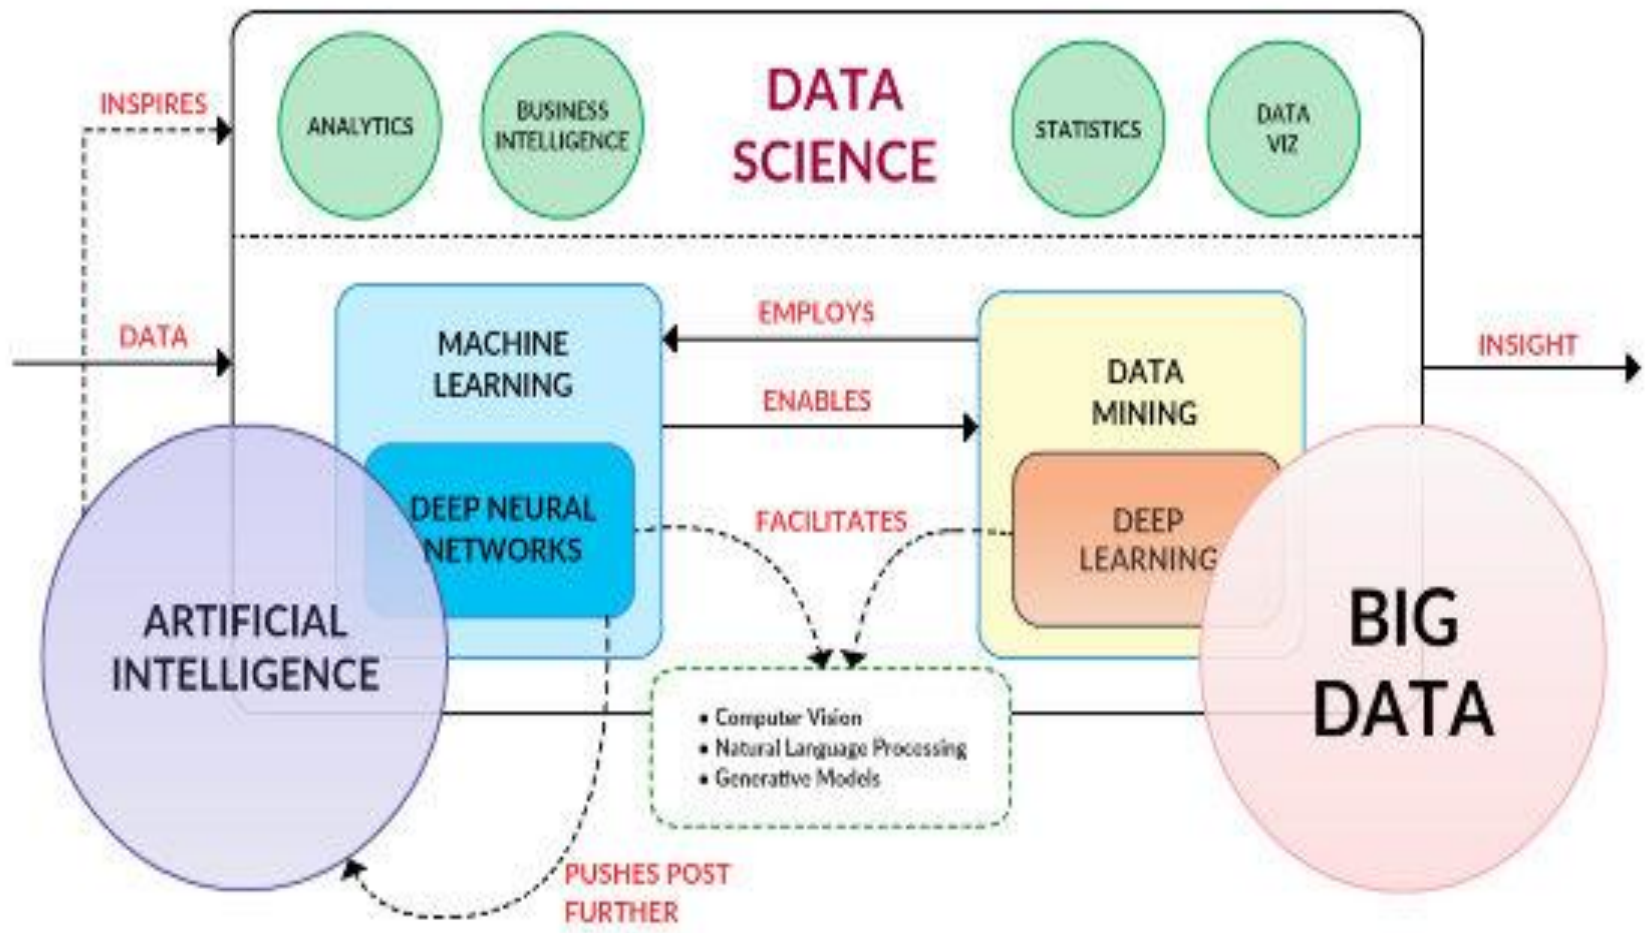 INSPIRES
ANALYTICS
BUSINESS
INTELLIGENCE
DATA
SCIENCE
STATISTICS
DATA
VIZ
DATA
MACHINE
LEARNING
EMPLOYS
ENABLES
DATA
MINING
INSIGHT
DEEP NEURAL
NETWORKS
FACILITATES
DEEP
LEARNING
ARTIFICIAL
INTELLIGENCE
BIG
DATA
• Computer Vision
• Natural Language Processing
• Generative Models
PUSHES POST
FURTHER